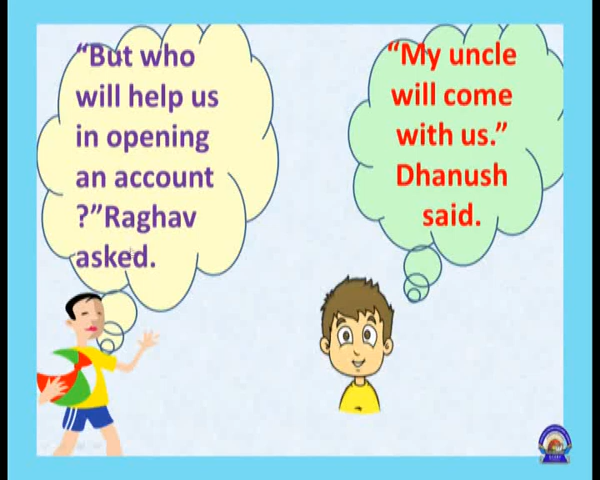 “But who
will help us
in opening
an account
?”Raghav
asked.
“My uncle
will come
with us.”
Dhanush
said.